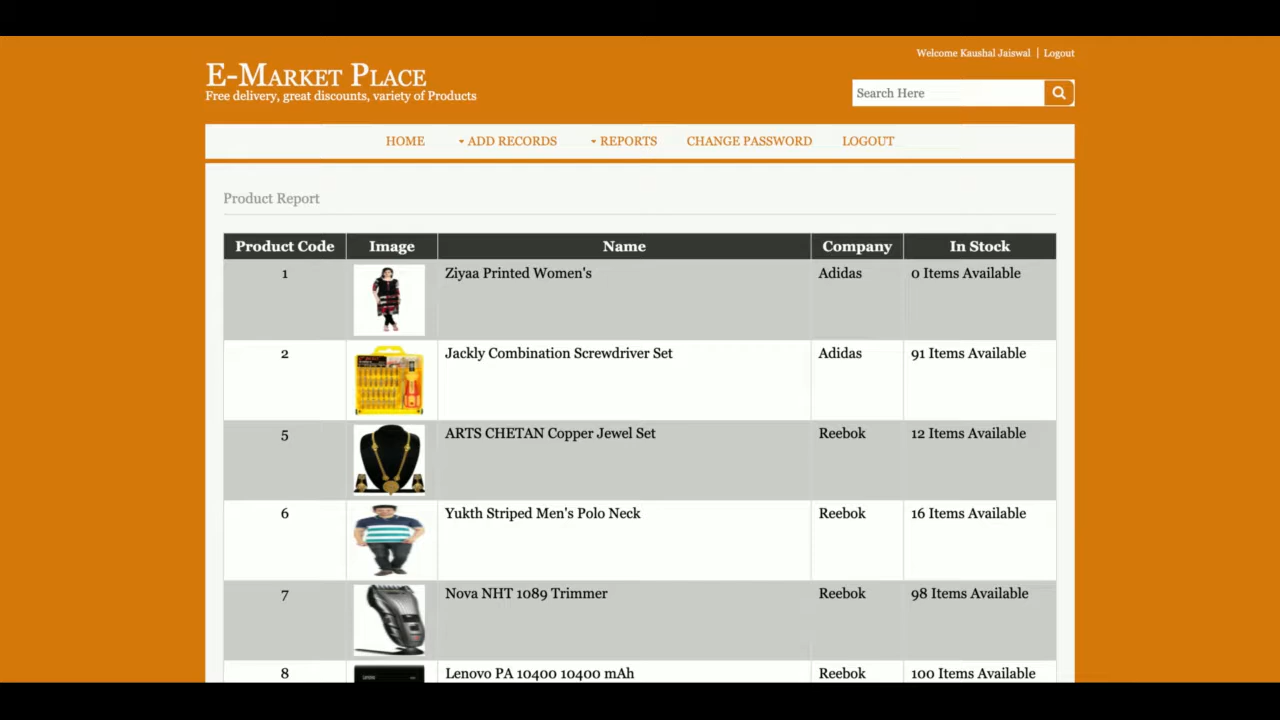 Welcome Kaushal Jaiswal | Logout
E-Market Place
Free delivery, great discounts, variety of Products
Search Here
HOME ADD RECORDS REPORTS CHANGE PASSWORD LOGOUT
Product Report
Product Code Image Name Company In Stock
1 Ziyaa Printed Women's Adidas 0 Items Available
2 Jackly Combination Screwdriver Set Adidas 91 Items Available
5 ARTS CHETAN Copper Jewel Set Reebok 12 Items Available
6 Yukth Striped Men's Polo Neck Reebok 16 Items Available
7 Nova NHT 1089 Trimmer Reebok 98 Items Available
8 Lenovo PA 10400 10400 mAh Reebok 100 Items Available